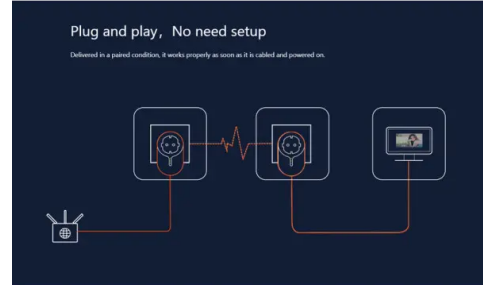 Plug and play, No need setup
Delivered in a paired condition, it works properly as soon as it is cabled and powered on.